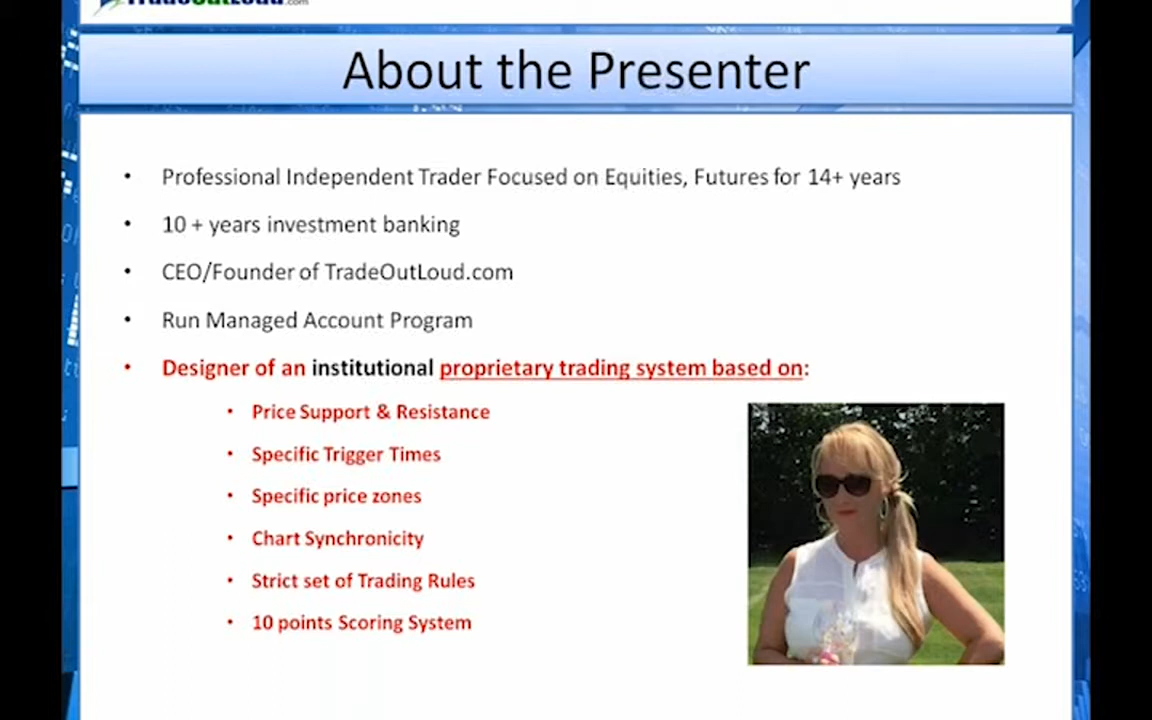 TradeOutLoud.com
About the Presenter
• Professional Independent Trader Focused on Equities, Futures for 14+ years
• 10 + years investment banking
• CEO/Founder of TradeOutLoud.com
• Run Managed Account Program
• Designer of an institutional proprietary trading system based on:
• Price Support & Resistance
• Specific Trigger Times
• Specific price zones
• Chart Synchronicity
• Strict set of Trading Rules
• 10 points Scoring System